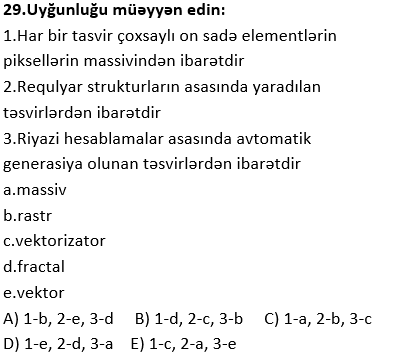 29.Uyğunluğu müəyyən edin:
1.Har bir tasvir çoxsaylı on sadə elementlərin
piksellərin massivindən ibarətdir
2.Requlyar strukturların asasında yaradılan
təsvirlərdən ibarətdir
3.Riyazi hesablamalar asasında avtomatik
generasiya olunan təsvirlərdən ibarətdir
a.massiv
b.rastr
c.vektorizator
d.fractal
e.vektor
A) 1-b, 2-e, 3-d B) 1-d, 2-c, 3-b C) 1-a, 2-b, 3-c
D) 1-e, 2-d, 3-a E) 1-c, 2-a, 3-e